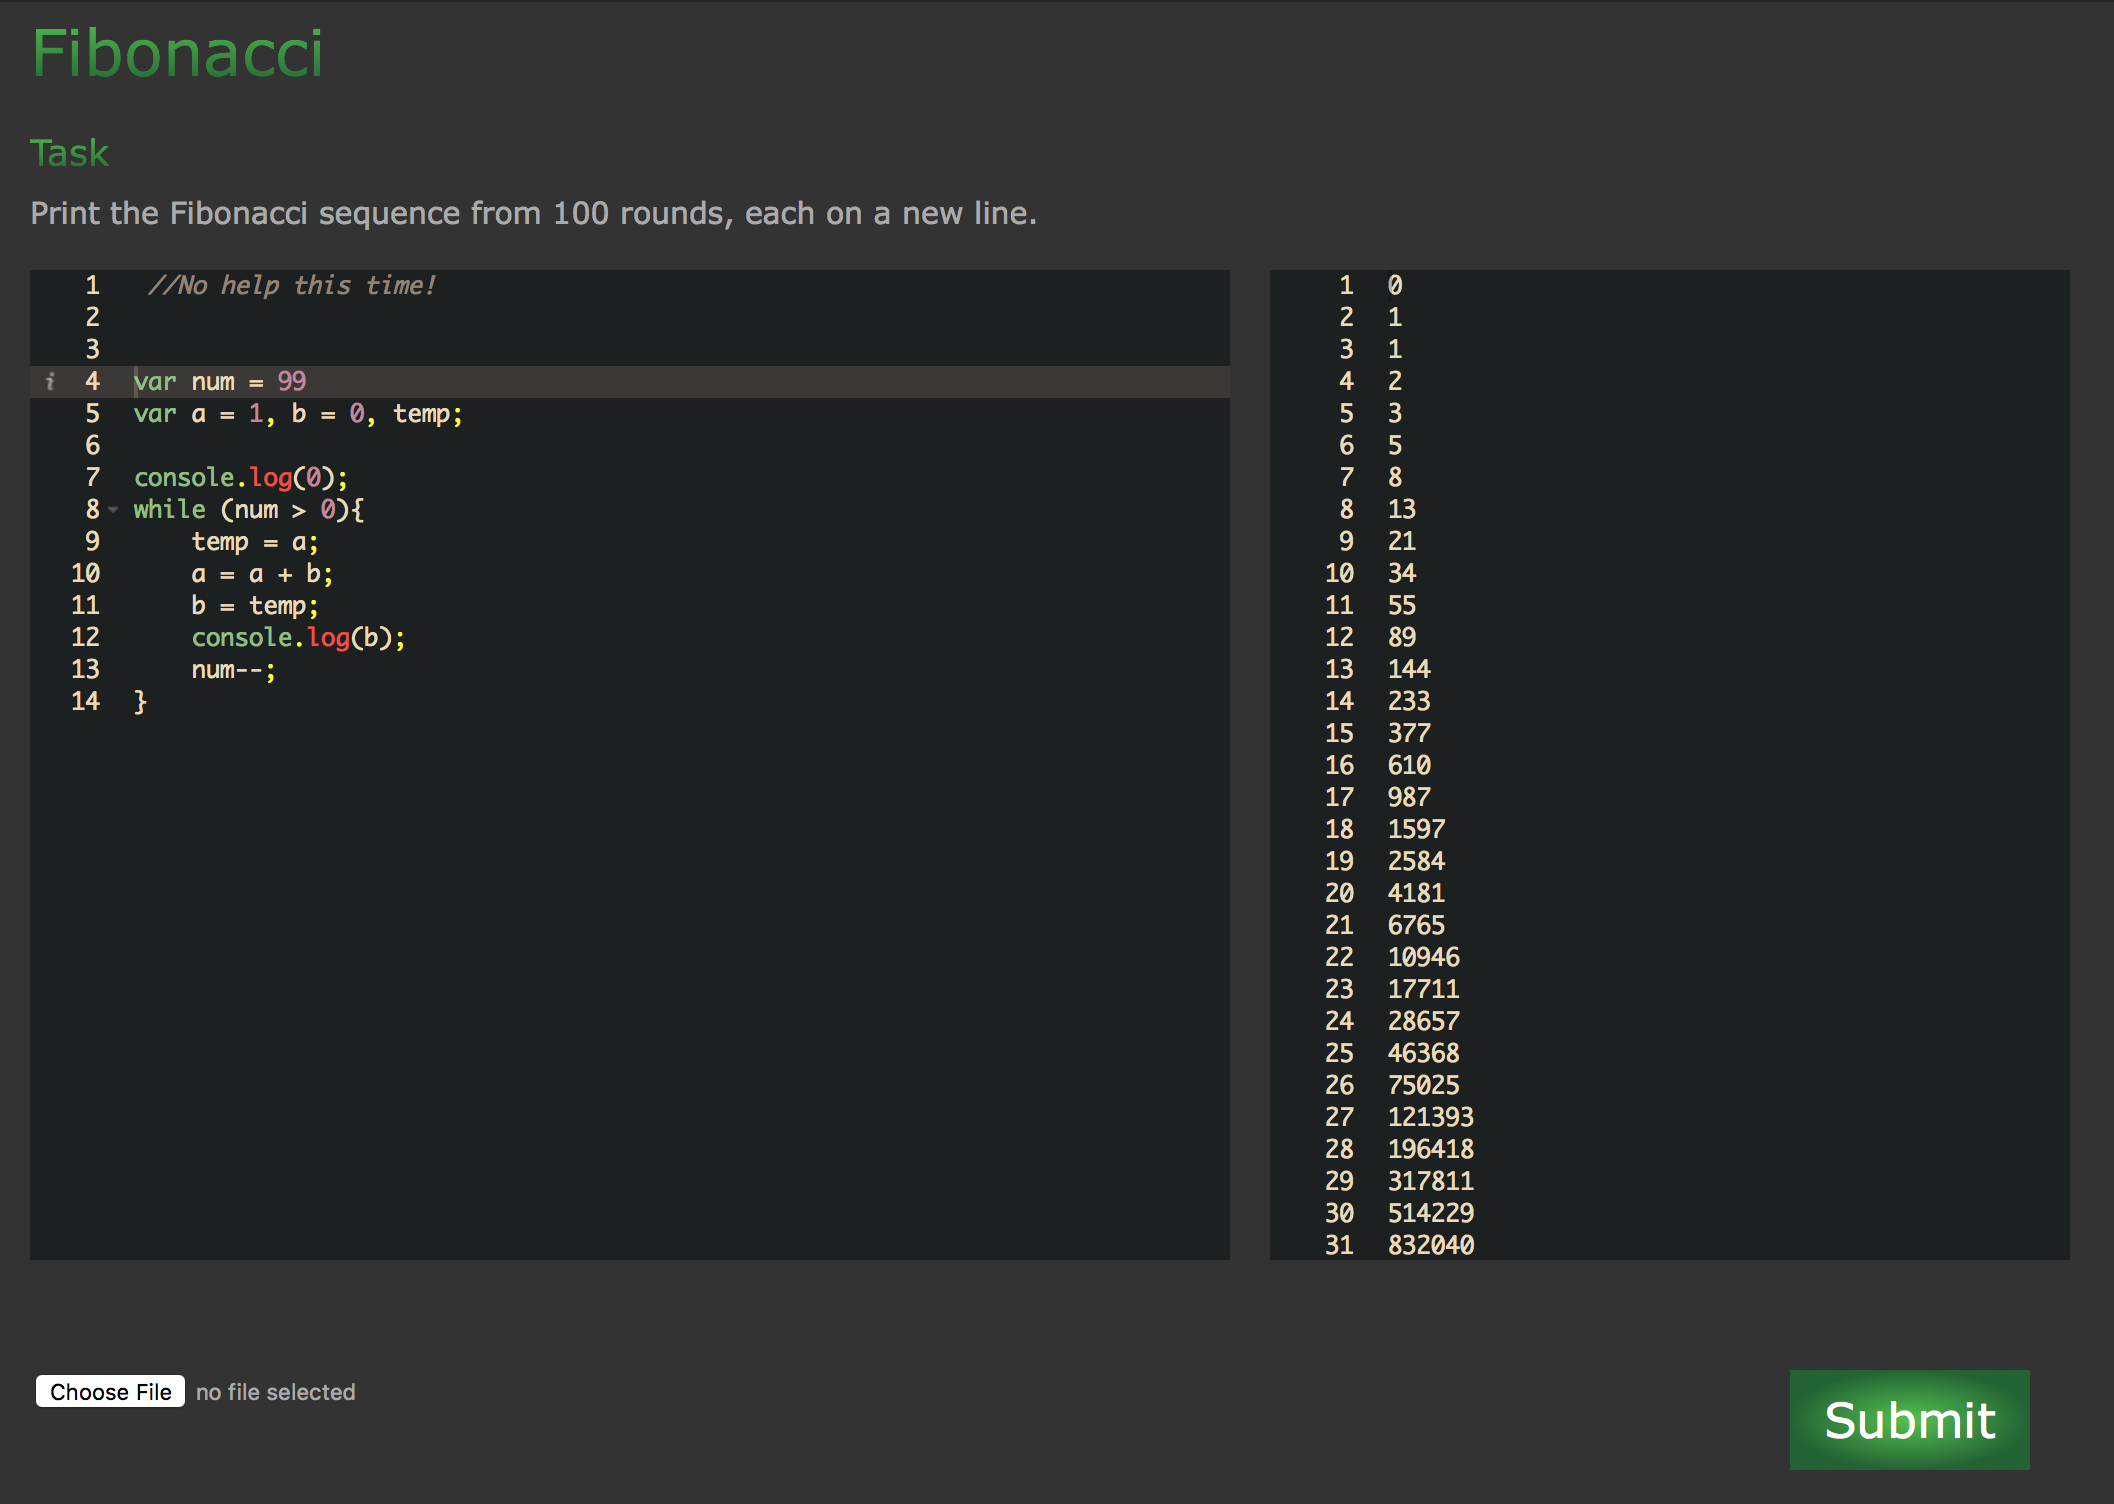 Fibonacci
Task
Print the Fibonacci sequence from 100 rounds, each on a new line.
1 //No help this time!
2
3
i 4 var num = 99
5 var a = 1, b = 0, temp;
6
7 console.log(0);
8 while (num > 0){
9 temp = a;
10 a = a + b;
11 b = temp;
12 console.log(b);
13 num--;
14 }
1 0
2 1
3 1
4 2
5 3
6 5
7 8
8 13
9 21
10 34
11 55
12 89
13 144
14 233
15 377
16 610
17 987
18 1597
19 2584
20 4181
21 6765
22 10946
23 17711
24 28657
25 46368
26 75025
27 121393
28 196418
29 317811
30 514229
31 832040
Choose File no file selected
Submit